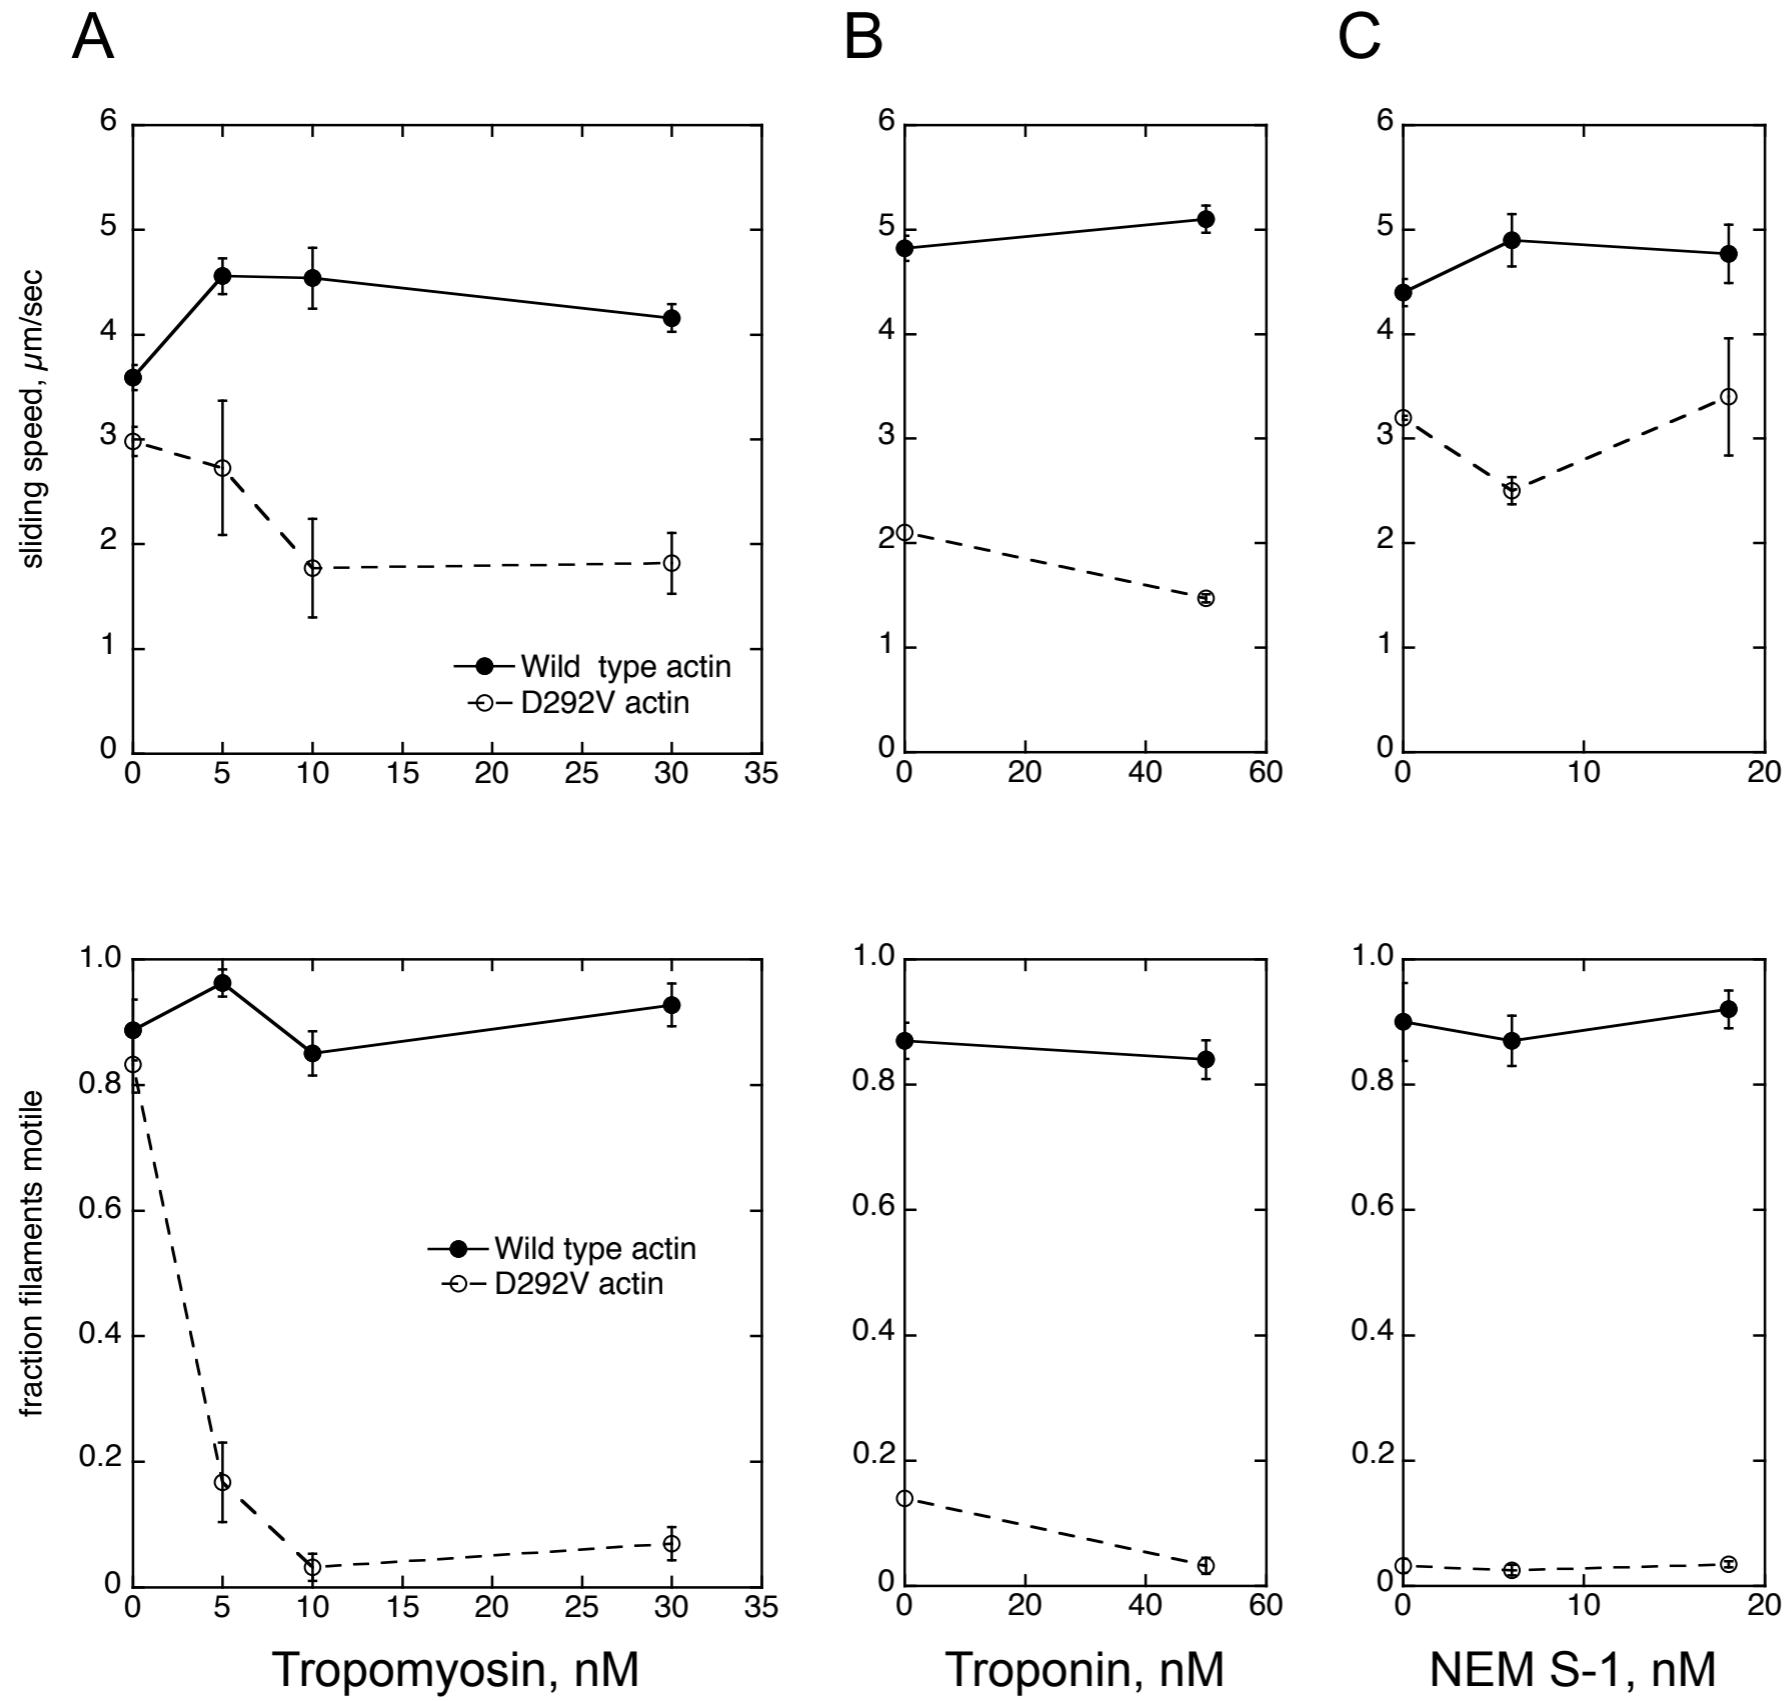 A
B
C
sliding speed, µm/sec
6
5
4
3
2
1
0
0 5 10 15 20 25 30 35
Wild type actin
D292V actin
6
5
4
3
2
1
0
0 20 40 60
6
5
4
3
2
1
0
0 10 20
fraction filaments motile
1.0
0.8
0.6
0.4
0.2
0
0 5 10 15 20 25 30 35
Wild type actin
D292V actin
Tropomyosin, nM
1.0
0.8
0.6
0.4
0.2
0
0 20 40 60
Troponin, nM
1.0
0.8
0.6
0.4
0.2
0
0 10 20
NEM S-1, nM